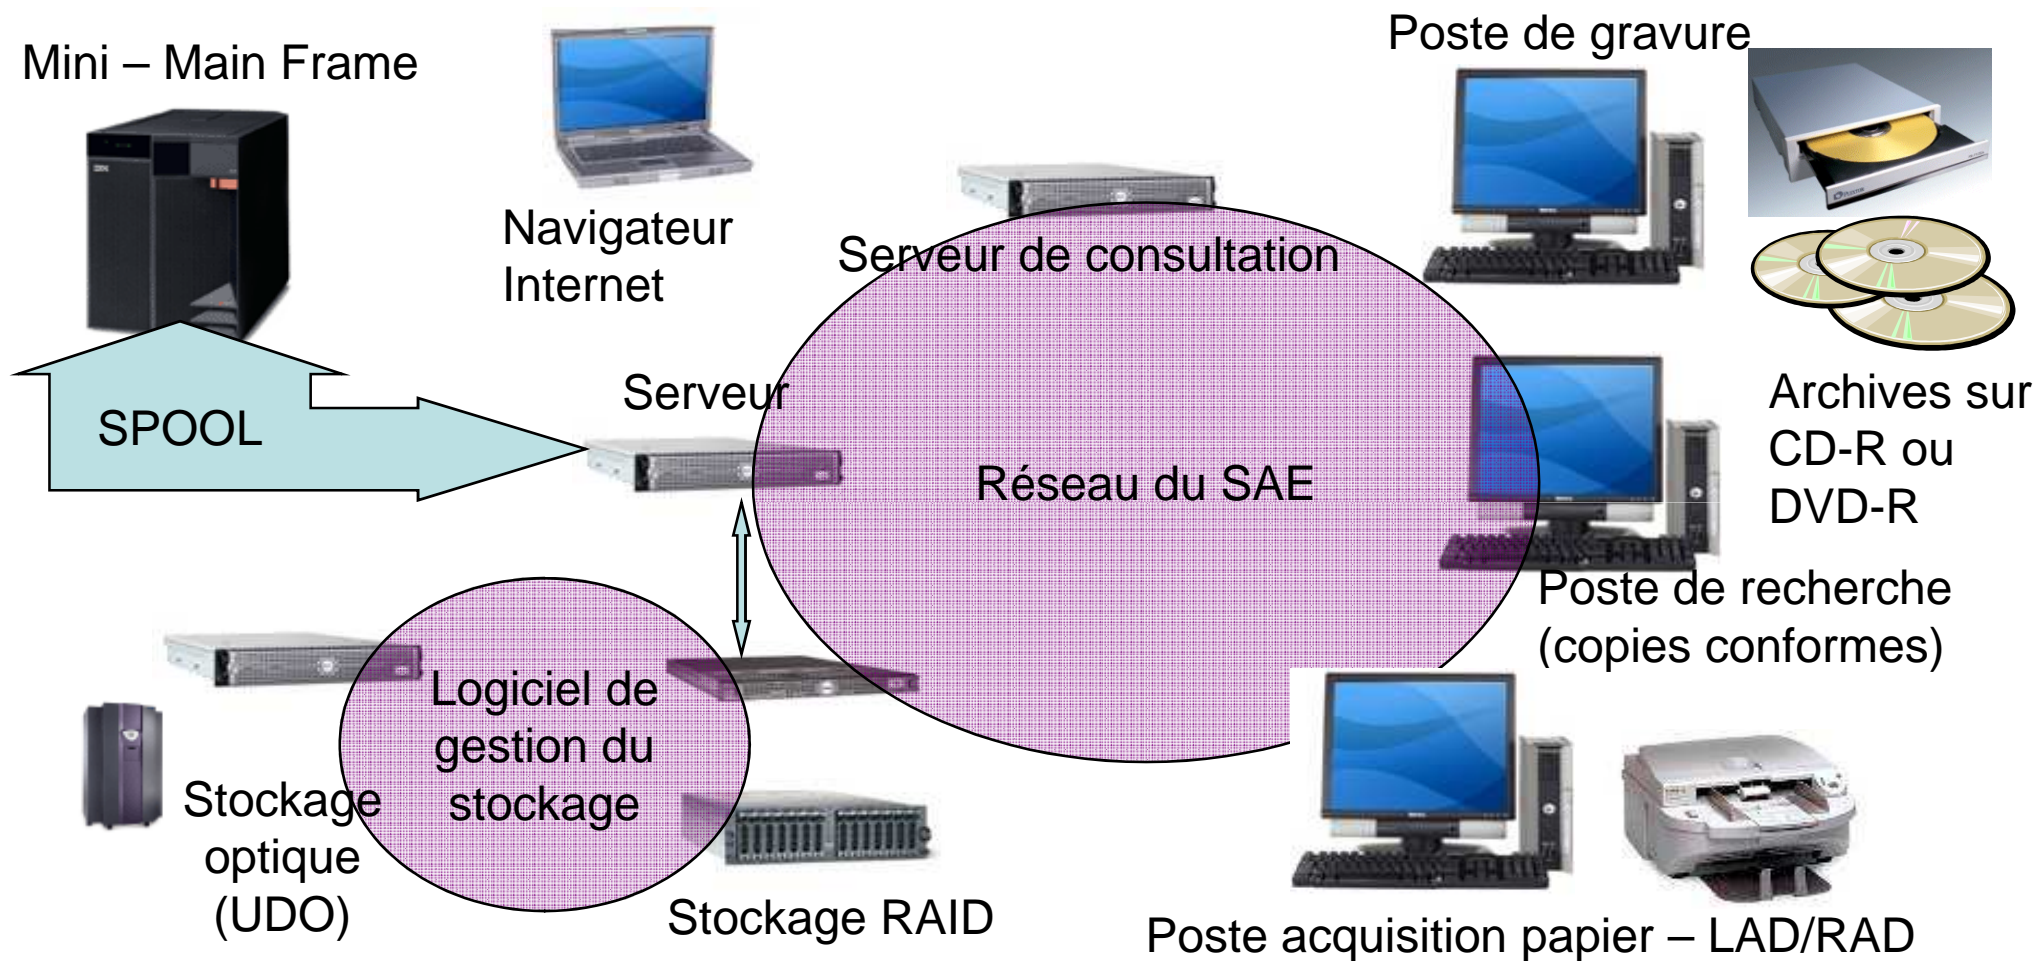 Mini – Main Frame
Poste de gravure
IBM
Navigateur
Internet
Serveur de consultation
Serveur
SPOOL
Réseau du SAE
Archives sur
CD-R ou
DVD-R
Poste de recherche
(copies conformes)
Logiciel de
gestion du
stockage
Stockage
optique
(UDO)
Stockage RAID
Poste acquisition papier – LAD/RAD